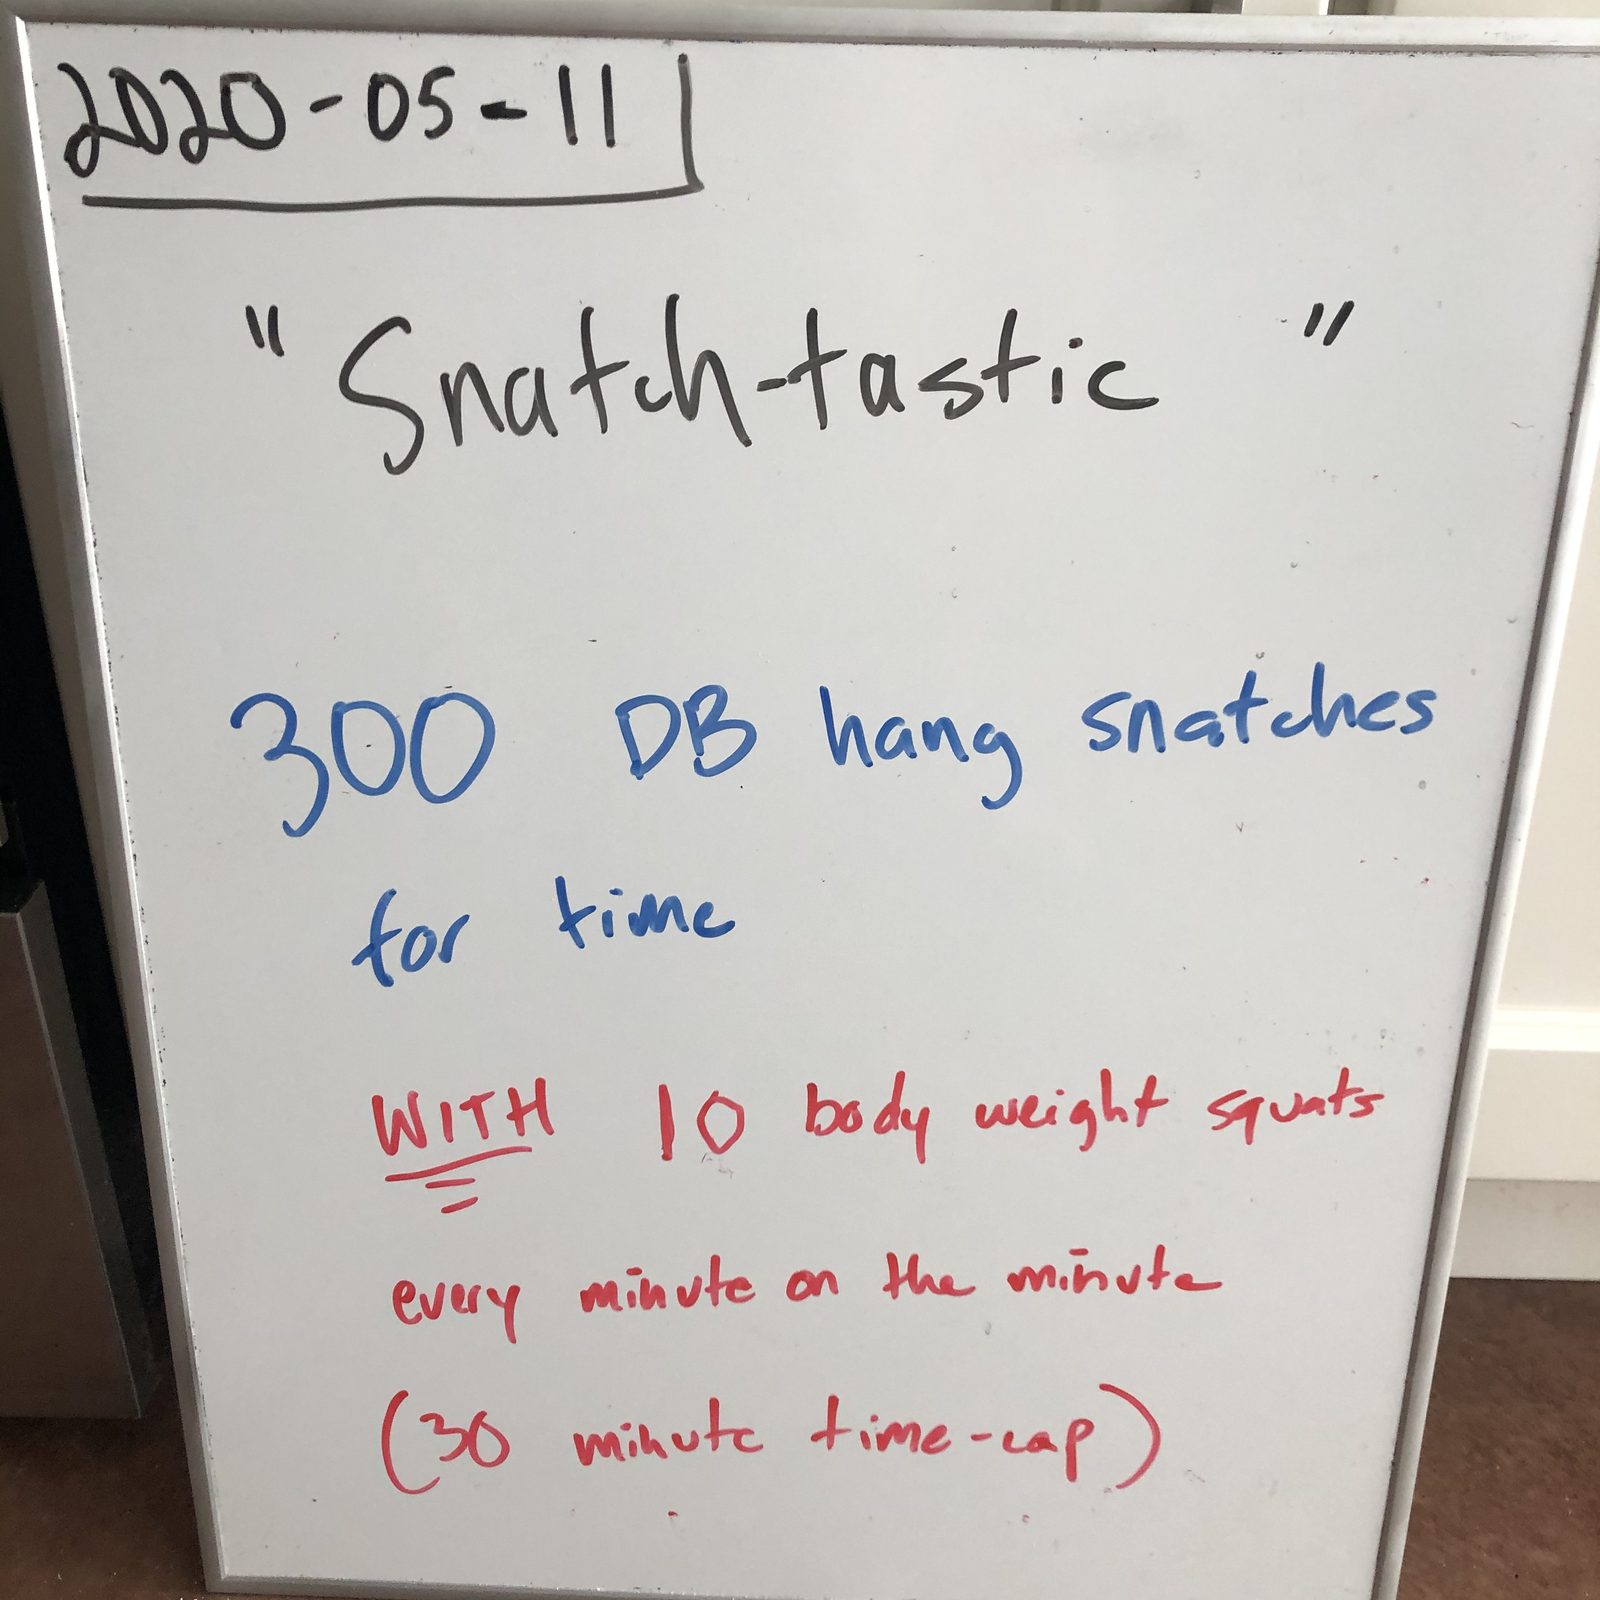 2020-05-11
"Snatch-tastic"
300 DB hang snatches
for time
WITH 10 body weight squats
every minute on the minute
(30 minute time-cap)